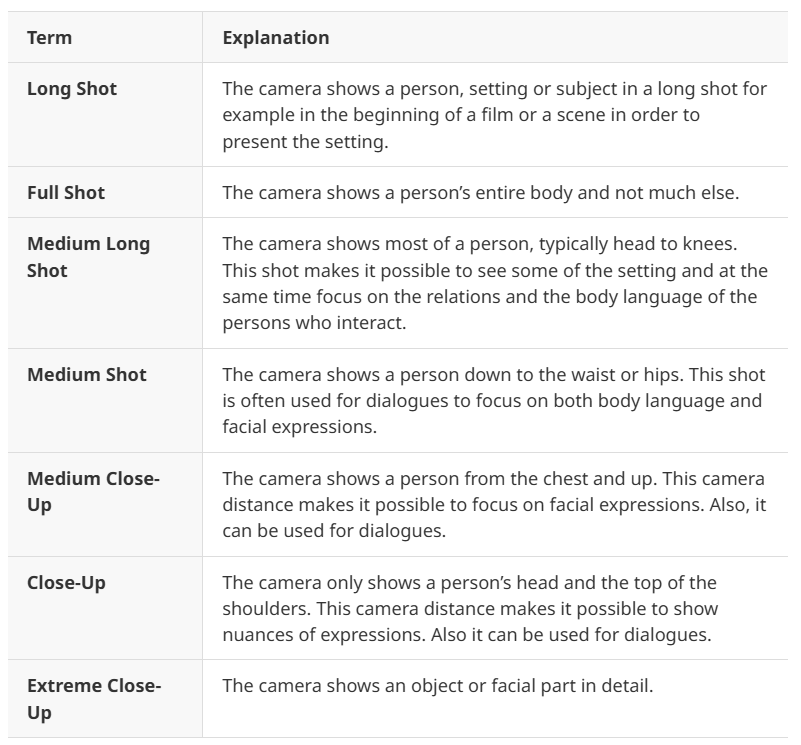 Term Explanation
Long Shot The camera shows a person, setting or subject in a long shot for
example in the beginning of a film or a scene in order to
present the setting.
Full Shot The camera shows a person’s entire body and not much else.
Medium Long The camera shows most of a person, typically head to knees.
Shot This shot makes it possible to see some of the setting and at the
same time focus on the relations and the body language of the
persons who interact.
Medium Shot The camera shows a person down to the waist or hips. This shot
is often used for dialogues to focus on both body language and
facial expressions.
Medium Close- The camera shows a person from the chest and up. This camera
Up distance makes it possible to focus on facial expressions. Also, it
can be used for dialogues.
Close-Up The camera only shows a person’s head and the top of the
shoulders. This camera distance makes it possible to show
nuances of expressions. Also it can be used for dialogues.
Extreme Close- The camera shows an object or facial part in detail.
Up